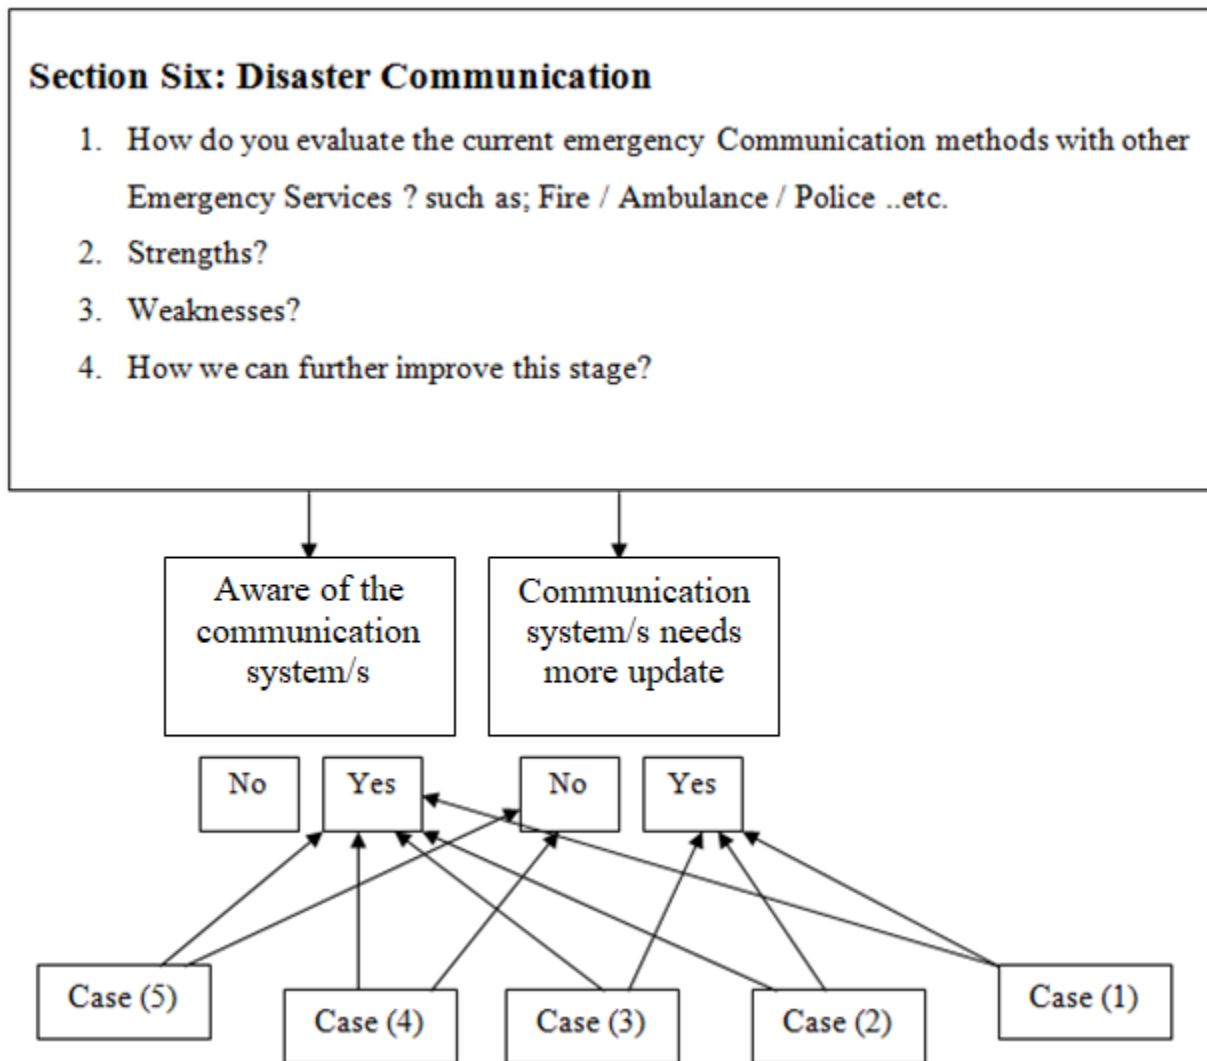 Section Six: Disaster Communication
1. How do you evaluate the current emergency Communication methods with other
Emergency Services ? such as; Fire / Ambulance / Police ..etc.
2. Strengths?
3. Weaknesses?
4. How we can further improve this stage?
Aware of the
communication
system/s
Communication
system/s needs
more update
No
Yes
No
Yes
Case (5)
Case (4)
Case (3)
Case (2)
Case (1)